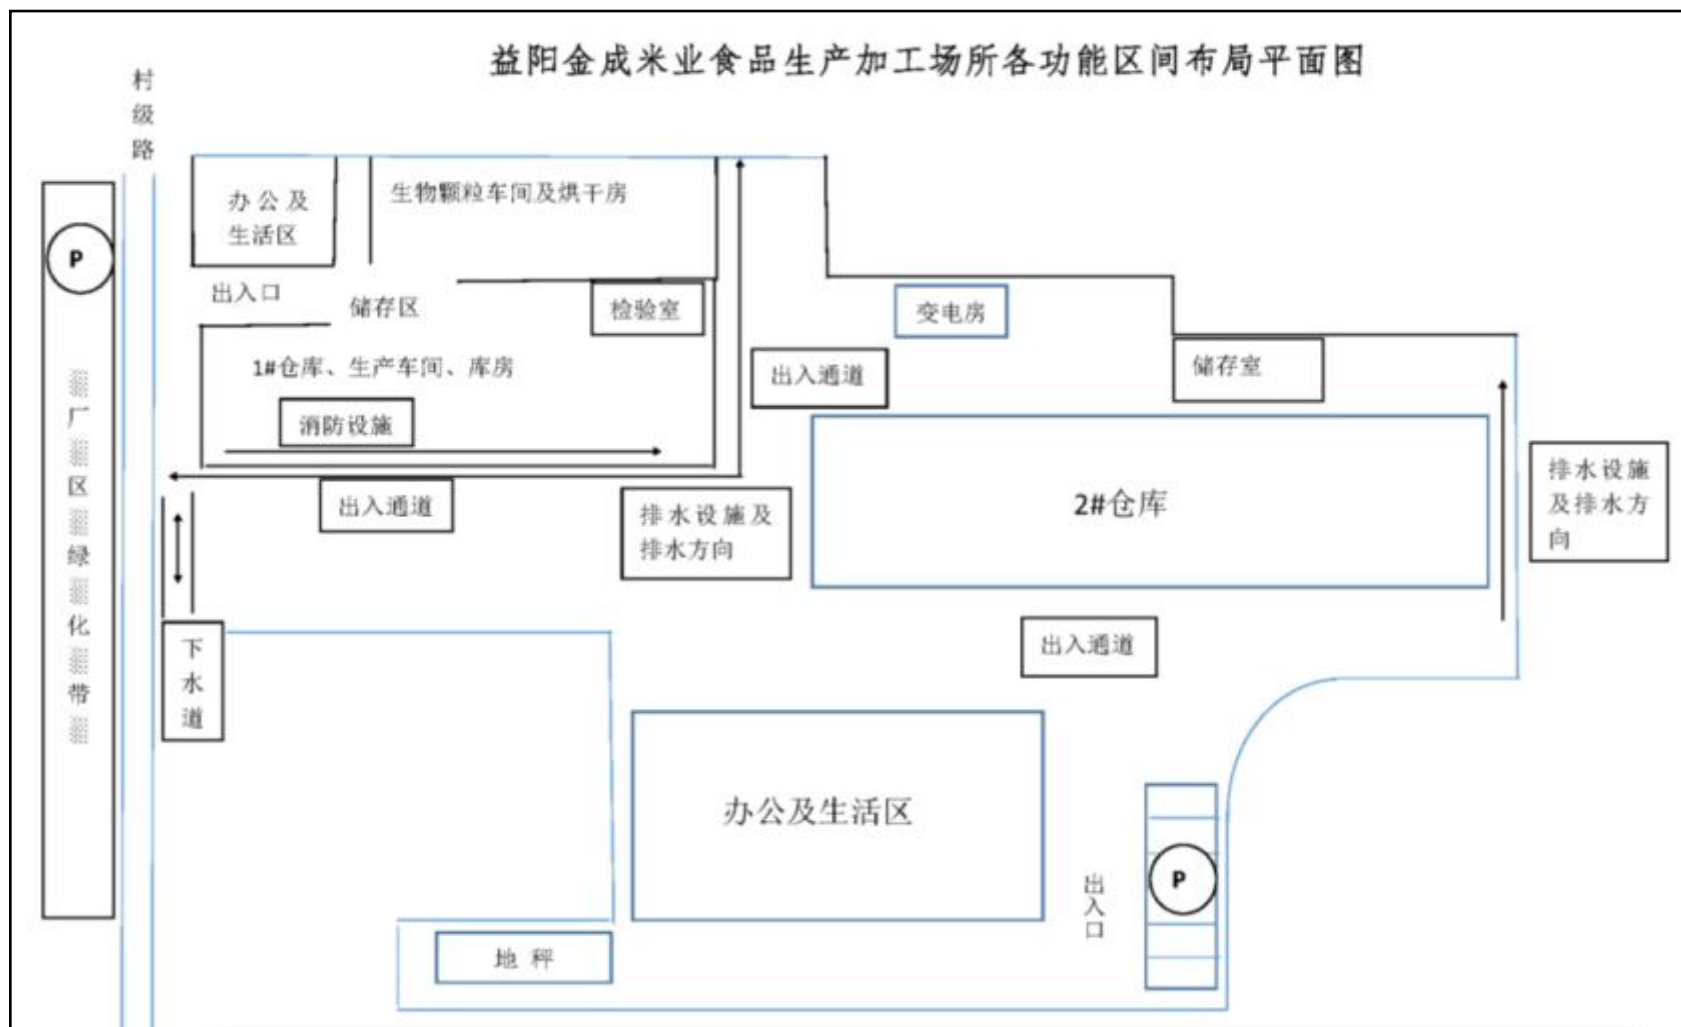 益阳金成米业食品生产加工场所各功能区间布局平面图
村
级
路
P
厂
区
绿
化
带
办公及
生活区
生物颗粒车间及烘干房
出入口
储存区
检验室
1#仓库、生产车间、库房
消防设施
出入通道
排水设施及
排水方向
下
水
道
变电房
出入通道
储存室
2#仓库
排水设施
及排水方
向
出入通道
办公及生活区
出
入
口
P
地 秤